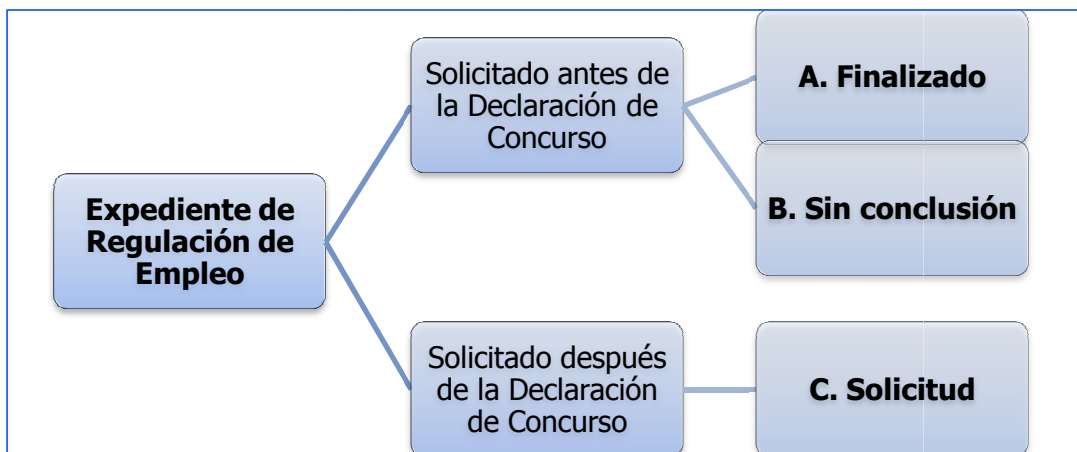 Expediente de
Regulación de
Empleo
Solicitado antes de
la Declaración de
Concurso
A. Finalizado
B. Sin conclusión
Solicitado después
de la Declaración
de Concurso
C. Solicitud